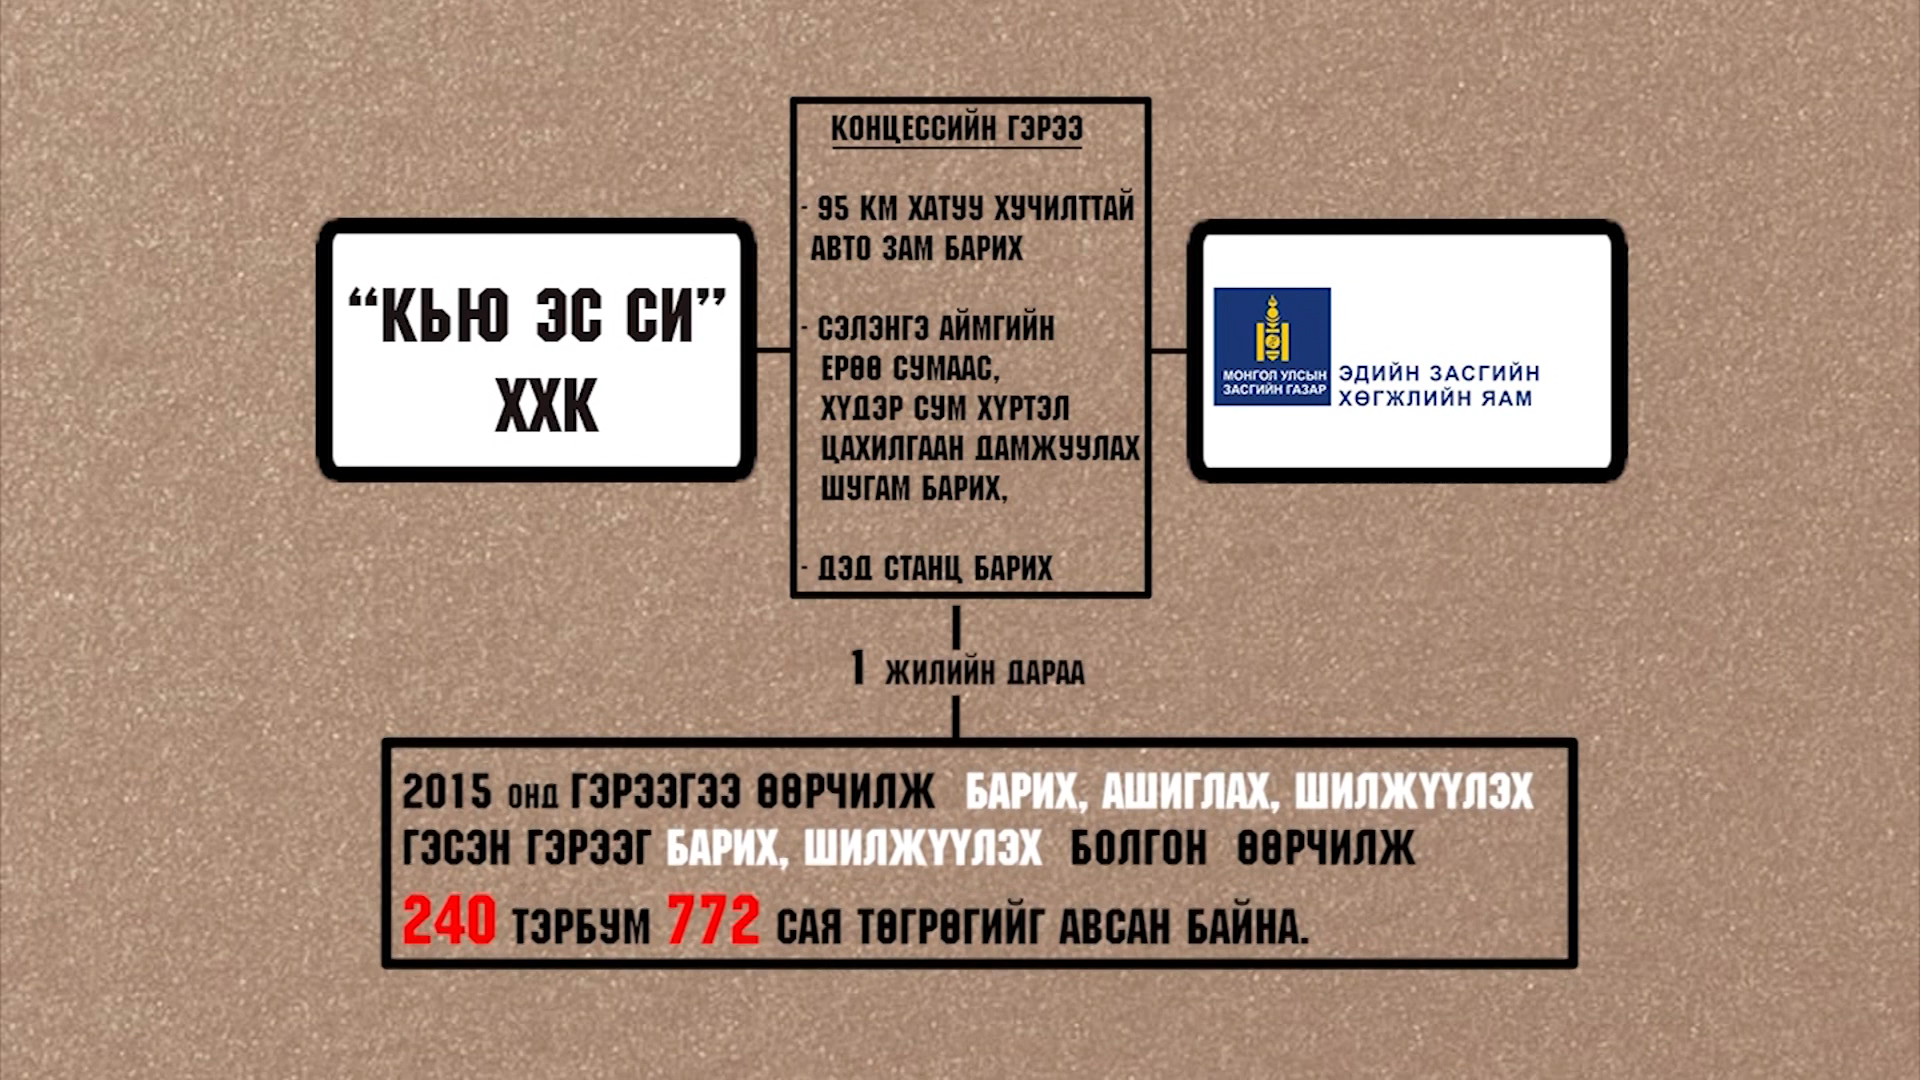 КОНЦЕССИЙН ГЭРЭЭ
- 95 КМ ХАТУУ ХУЧИЛТТАЙ
АВТО ЗАМ БАРИХ
- СЭЛЭНГЭ АЙМГИЙН
ЕРӨӨ СУМААС,
ХҮДЭР СУМ ХҮРТЭЛ
ЦАХИЛГААН ДАМЖУУЛАХ
ШУГАМ БАРИХ,
- ДЭД СТАНЦ БАРИХ
“КЬЮ ЭС СИ”
ХХК
МОНГОЛ УЛСЫН
ЗАСГИЙН ГАЗАР
ЭДИЙН ЗАСГИЙН
ХӨГЖЛИЙН ЯАМ
1 ЖИЛИЙН ДАРАА
2015 ОНД ГЭРЭЭГЭЭ ӨӨРЧИЛЖ БАРИХ, АШИГЛАХ, ШИЛЖҮҮЛЭХ
ГЭСЭН ГЭРЭЭГ БАРИХ, ШИЛЖҮҮЛЭХ БОЛГОН ӨӨРЧИЛЖ
240 ТЭРБУМ 772 САЯ ТӨГРӨГИЙГ АВСАН БАЙНА.